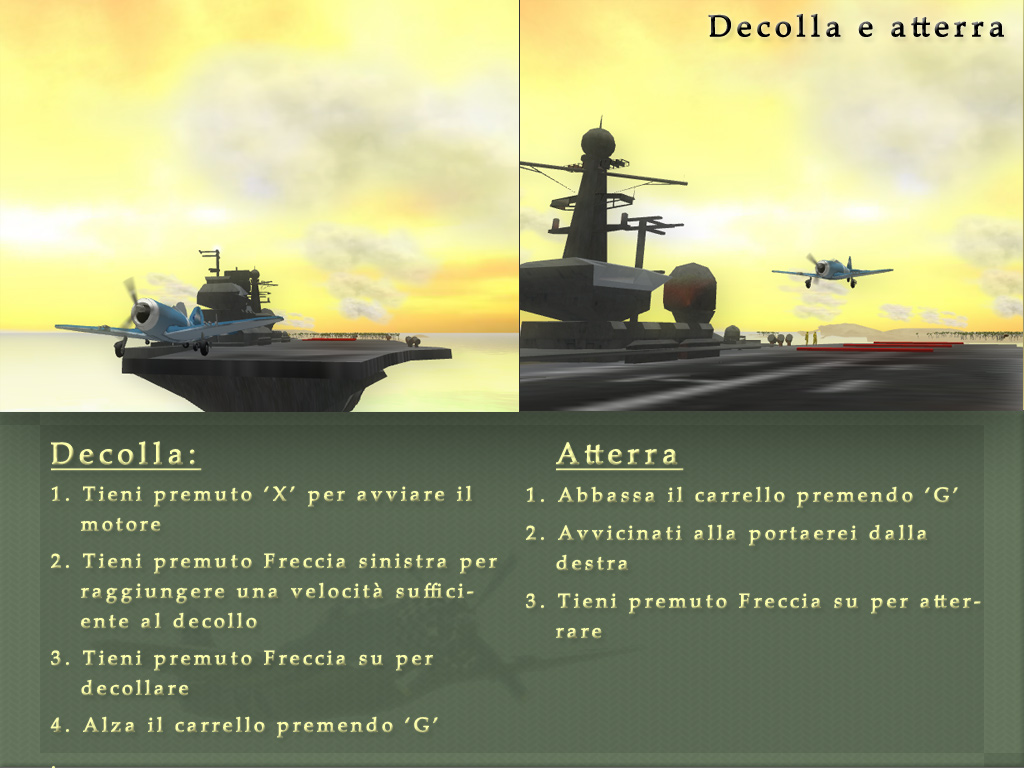 Decolla e atterra
Decolla:
1. Tieni premuto ‘X’ per avviare il
motore
2. Tieni premuto Freccia sinistra per
raggiungere una velocità suffici-
ente al decollo
3. Tieni premuto Freccia su per
decollare
4. Alza il carrello premendo ‘G’
Atterra
1. Abbassa il carrello premendo ‘G’
2. Avvicinati alla portaerei dalla
destra
3. Tieni premuto Freccia su per atter-
rare